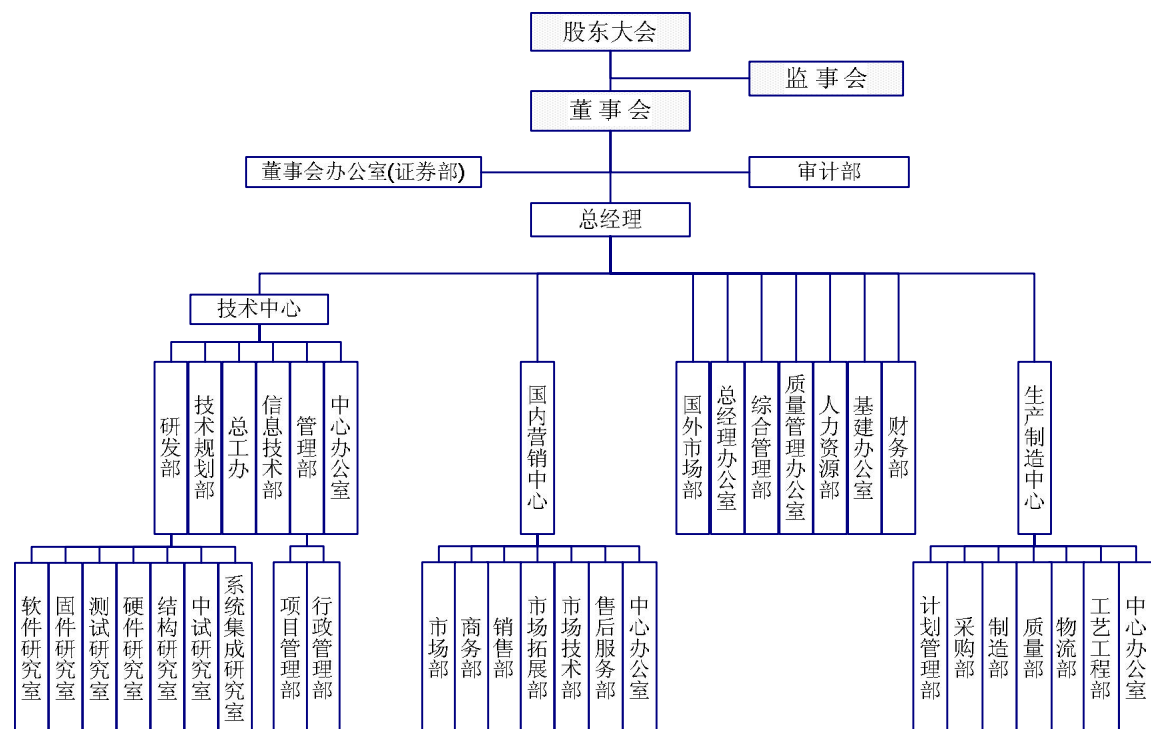 股东大会
监事会
董事会
董事会办公室(证券部)
审计部
总经理
技术中心
研发部
技术规划部
总工办
信息技术部
管理部
中心办公室
国内营销中心
国外市场部
总经理办公室
综合管理部
质量管理办公室
人力资源部
基建办公室
财务部
生产制造中心
软件研究室
固件研究室
测试研究室
硬件研究室
结构研究室
中试研究室
系统集成研究室
项目管理部
行政管理部
市场部
商务部
销售部
市场拓展部
市场技术部
售后服务部
中心办公室
计划管理部
采购部
制造部
质量部
物流部
工艺工程部
中心办公室